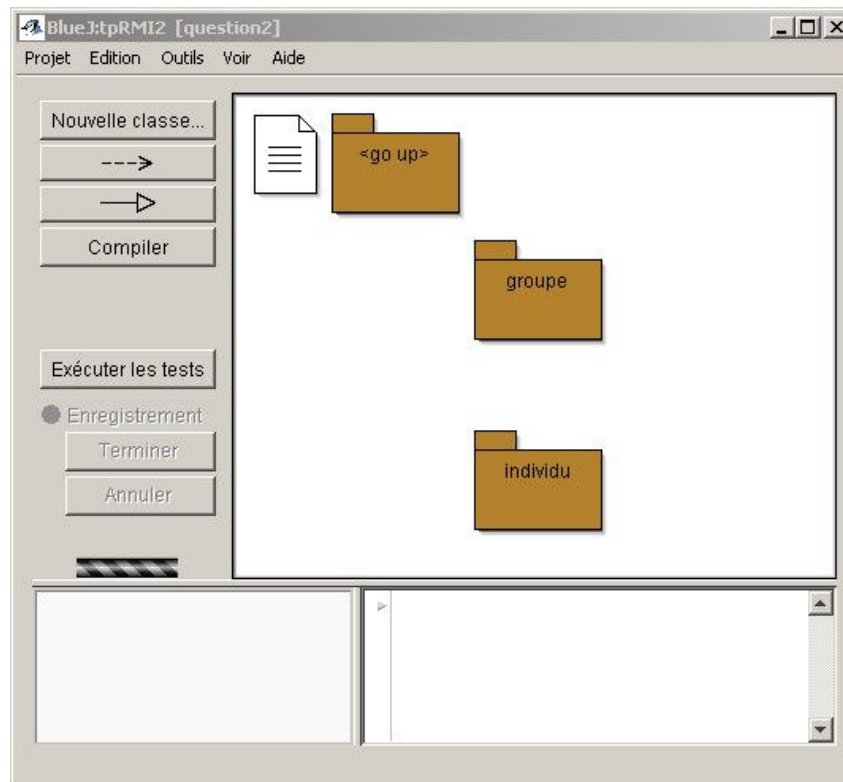 BlueJ:tpRMI2 [question2]
Projet Edition Outils Voir Aide
Nouvelle classe...
Compiler
Exécuter les tests
Enregistrement
Terminer
Annuler
<go up>
groupe
individu